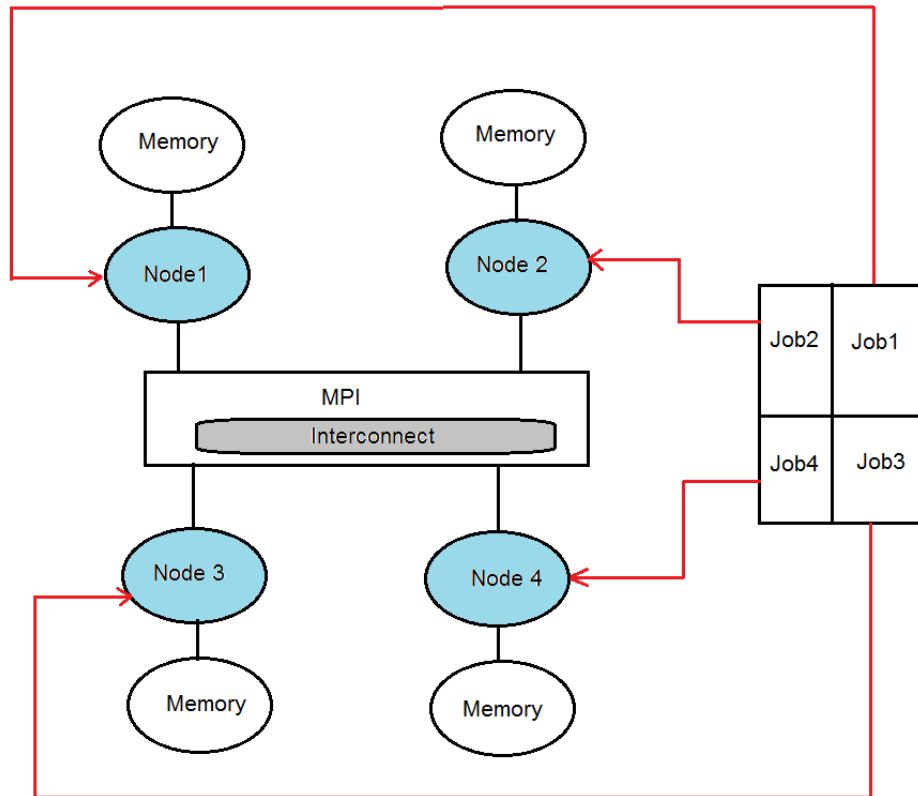 Memory
Memory
Node1
Node 2
Job2
Job1
MPI
Interconnect
Job4
Job3
Node 3
Node 4
Memory
Memory